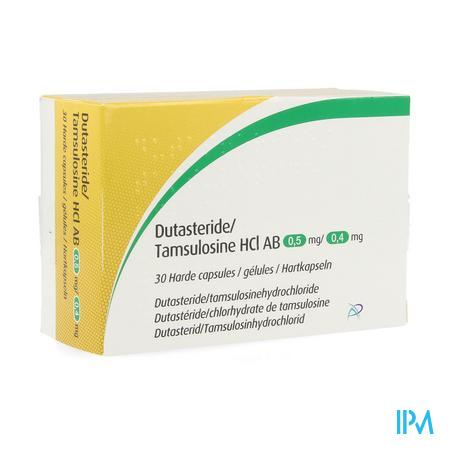 Dutasteride/
Tamsulosine HCl AB 0,5 mg/ 0,4 mg
30 Harde capsules / gélules / Hartkapseln
Dutasteride/
Tamsulosine HCl AB 0,5 mg/ 0,4 mg
30 Harde capsules / gélules / Hartkapseln
Dutasteride/tamsulosinehydrochloride
Dutastéride/chlorhydrate de tamsulosine
Dutasterid/Tamsulosinhydrochlorid
IPM